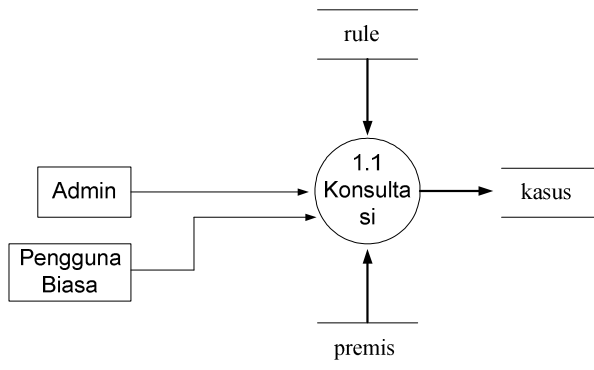 rule
1.1
Konsulta
si
Admin
kasus
Pengguna
Biasa
premis